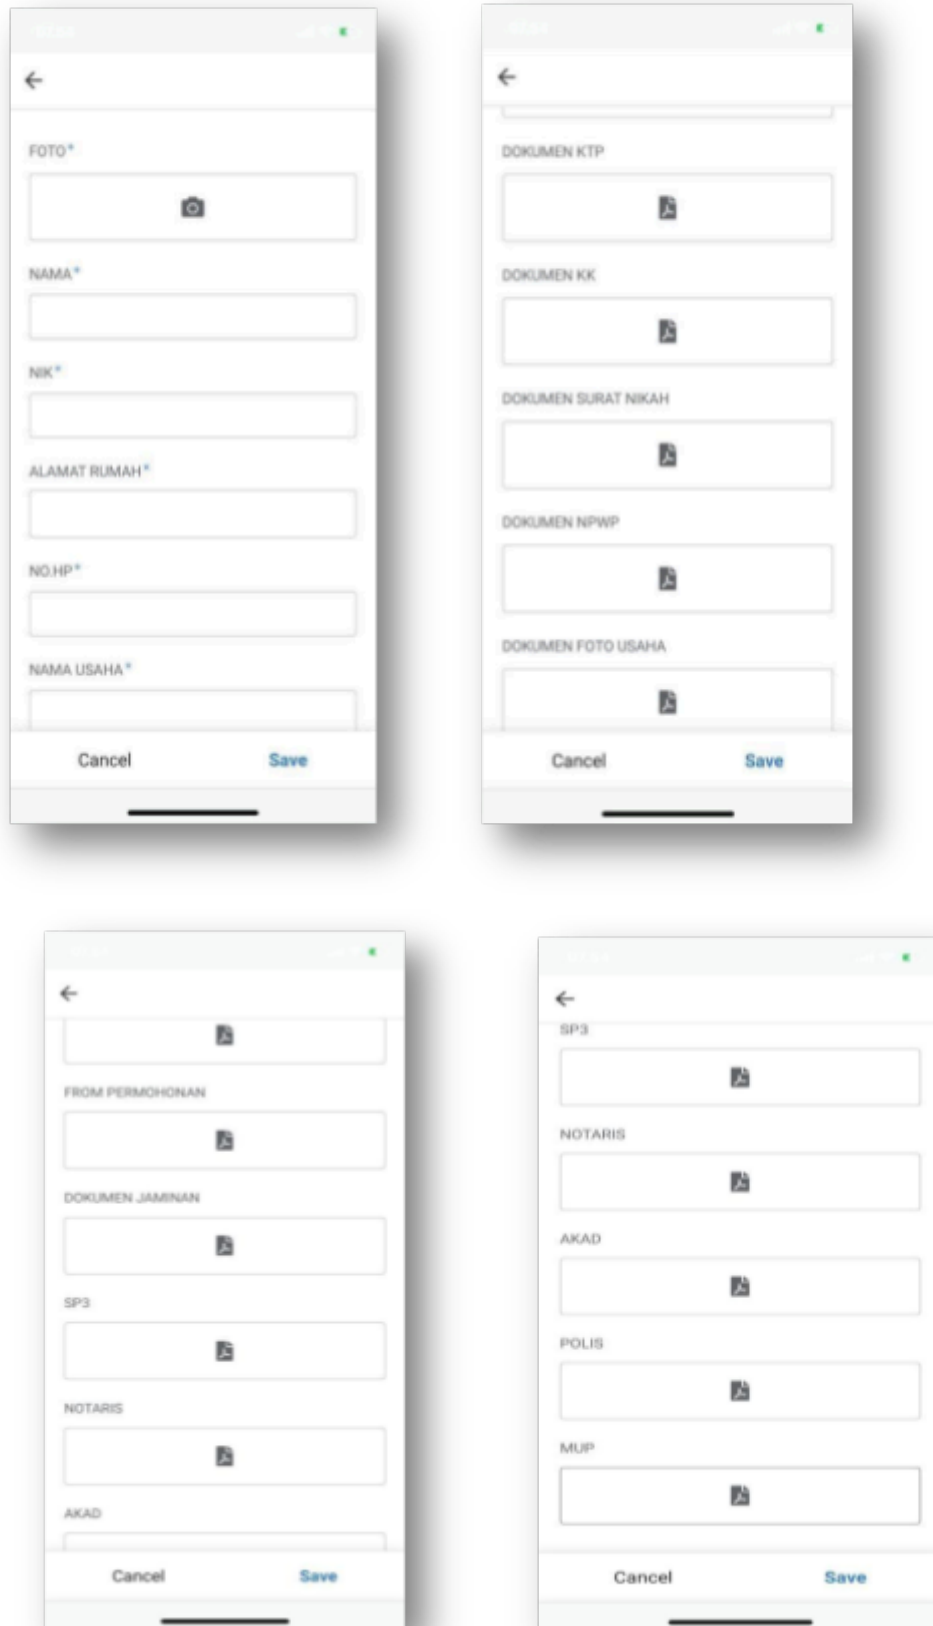 FOTO*
NAMA*
NIK*
ALAMAT RUMAH*
NO.HP*
NAMA USAHA*
Cancel Save
DOKUMEN KTP
DOKUMEN KK
DOKUMEN SURAT NIKAH
DOKUMEN NPWP
DOKUMEN FOTO USAHA
Cancel Save
FROM PERMOHONAN
DOKUMEN JAMINAN
SP3
NOTARIS
AKAD
Cancel Save
SP3
NOTARIS
AKAD
POLIS
MUP
Cancel Save